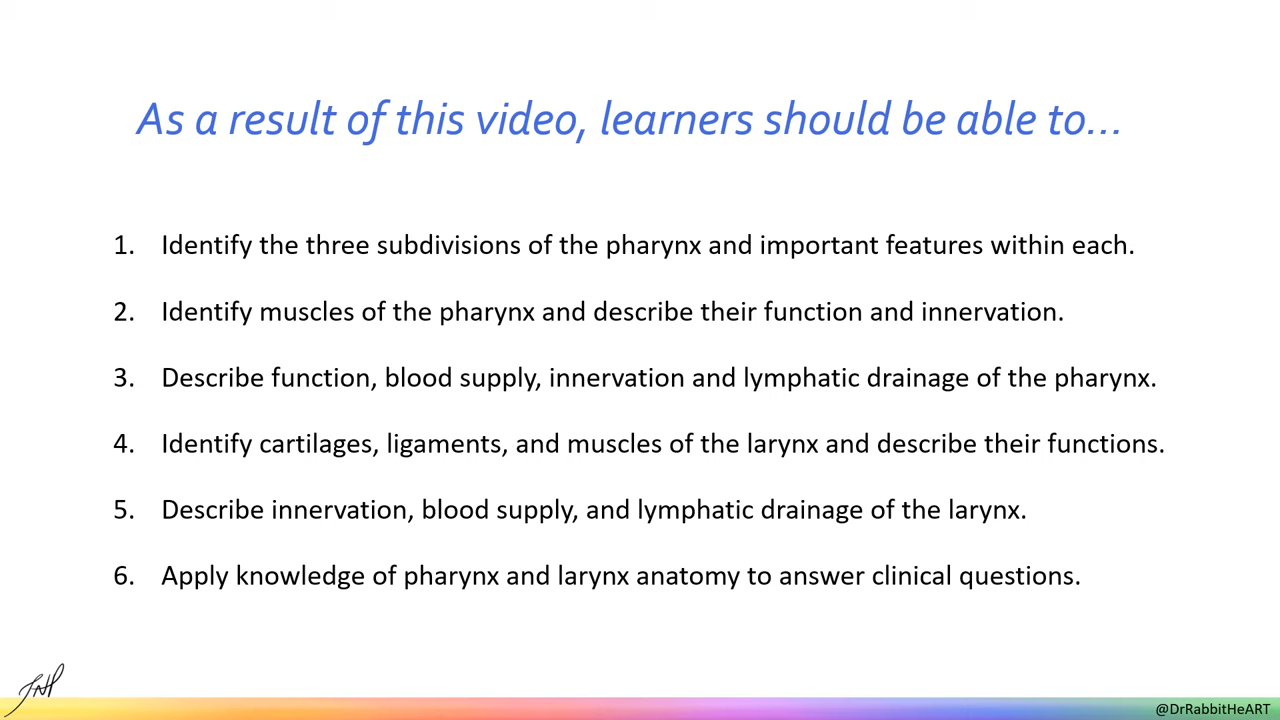 As a result of this video, learners should be able to...
1. Identify the three subdivisions of the pharynx and important features within each.
2. Identify muscles of the pharynx and describe their function and innervation.
3. Describe function, blood supply, innervation and lymphatic drainage of the pharynx.
4. Identify cartilages, ligaments, and muscles of the larynx and describe their functions.
5. Describe innervation, blood supply, and lymphatic drainage of the larynx.
6. Apply knowledge of pharynx and larynx anatomy to answer clinical questions.
@DrRabbitHeART